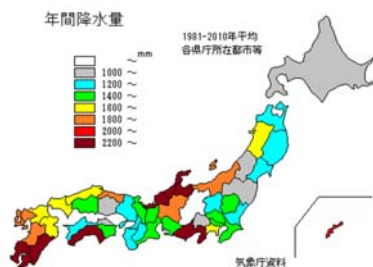 年間降水量
1981-2010年平均
各県庁所在都市等
mm
～
1000 ～
1200 ～
1400 ～
1600 ～
1800 ～
2000 ～
2200 ～
気象庁資料